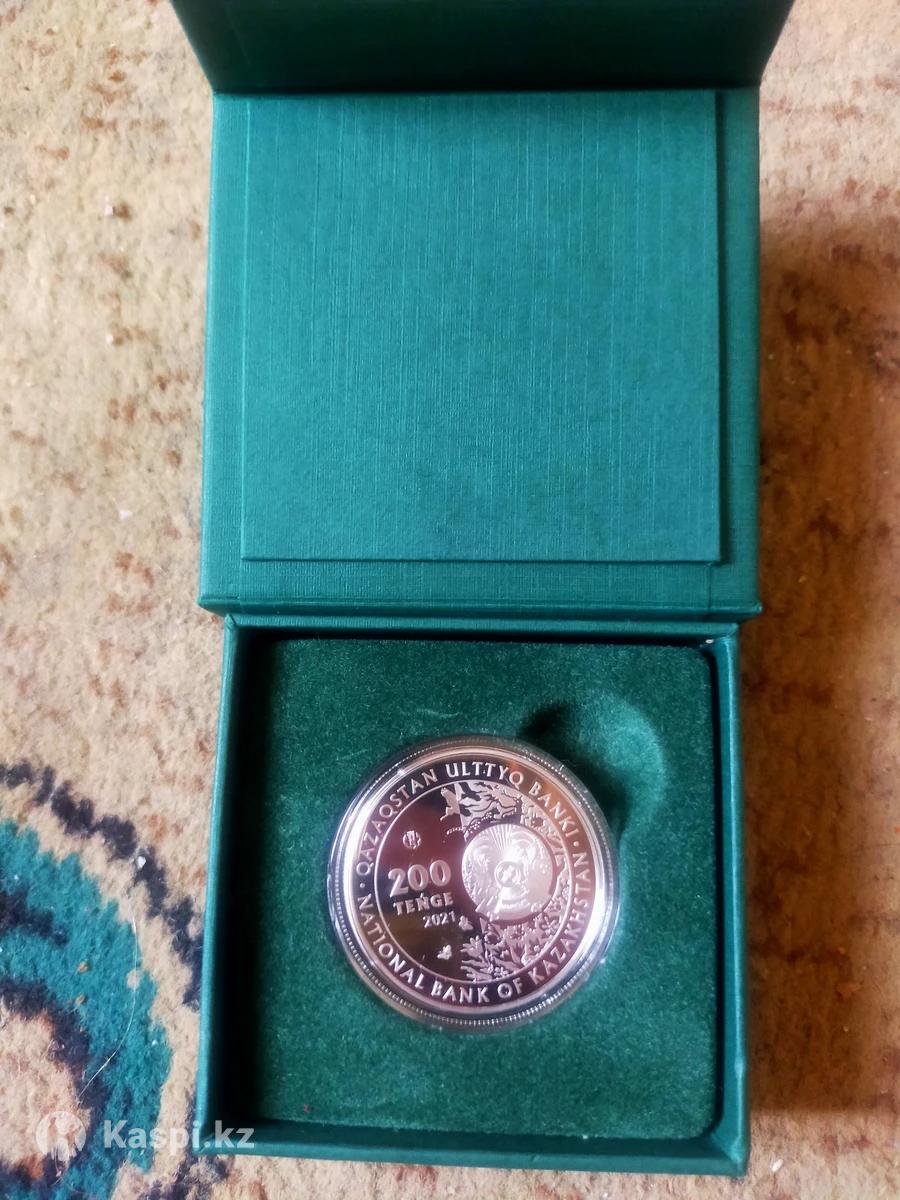 QAZAQSTAN ULTTYQ BANKI
200
TEŃGE
2021
NATIONAL BANK OF KAZAKHSTAN
Kaspi.kz